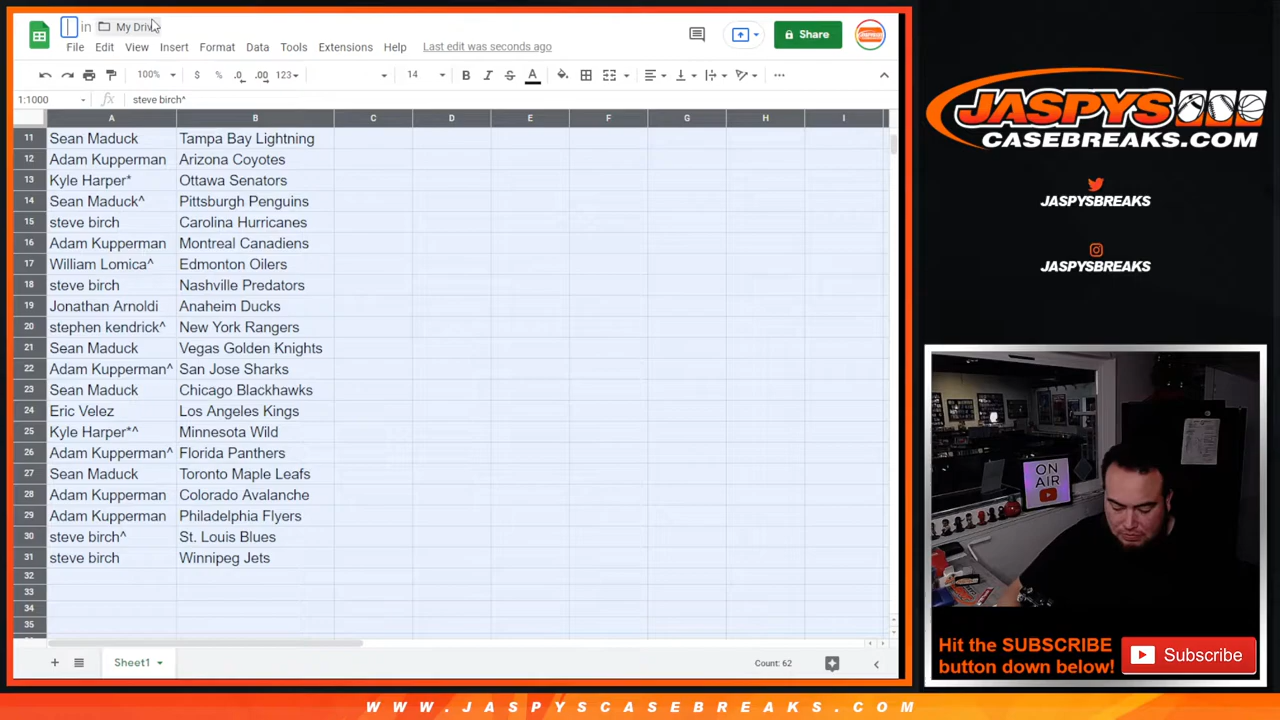 in My Drive
File Edit View Insert Format Data Tools Extensions Help Last edit was seconds ago Share
100% $ % .0 .00 123 14 B I S A
1:1000 fx steve birch^
A B C D E F G H I
11 Sean Maduck Tampa Bay Lightning
12 Adam Kupperman Arizona Coyotes
13 Kyle Harper* Ottawa Senators
14 Sean Maduck^ Pittsburgh Penguins
15 steve birch Carolina Hurricanes
16 Adam Kupperman Montreal Canadiens
17 William Lomica^ Edmonton Oilers
18 steve birch Nashville Predators
19 Jonathan Arnoldi Anaheim Ducks
20 stephen kendrick^ New York Rangers
21 Sean Maduck Vegas Golden Knights
22 Adam Kupperman^ San Jose Sharks
23 Sean Maduck Chicago Blackhawks
24 Eric Velez Los Angeles Kings
25 Kyle Harper*^ Minnesota Wild
26 Adam Kupperman^ Florida Panthers
27 Sean Maduck Toronto Maple Leafs
28 Adam Kupperman Colorado Avalanche
29 Adam Kupperman Philadelphia Flyers
30 steve birch^ St. Louis Blues
31 steve birch Winnipeg Jets
32
33
34
35
Sheet1 Count: 62
JASPYS
CASEBREAKS.COM
JASPYSBREAKS
JASPYSBREAKS
ON
AIR
Hit the SUBSCRIBE
button down below!
Subscribe
WWW.JASPYSCASEBREAKS.COM